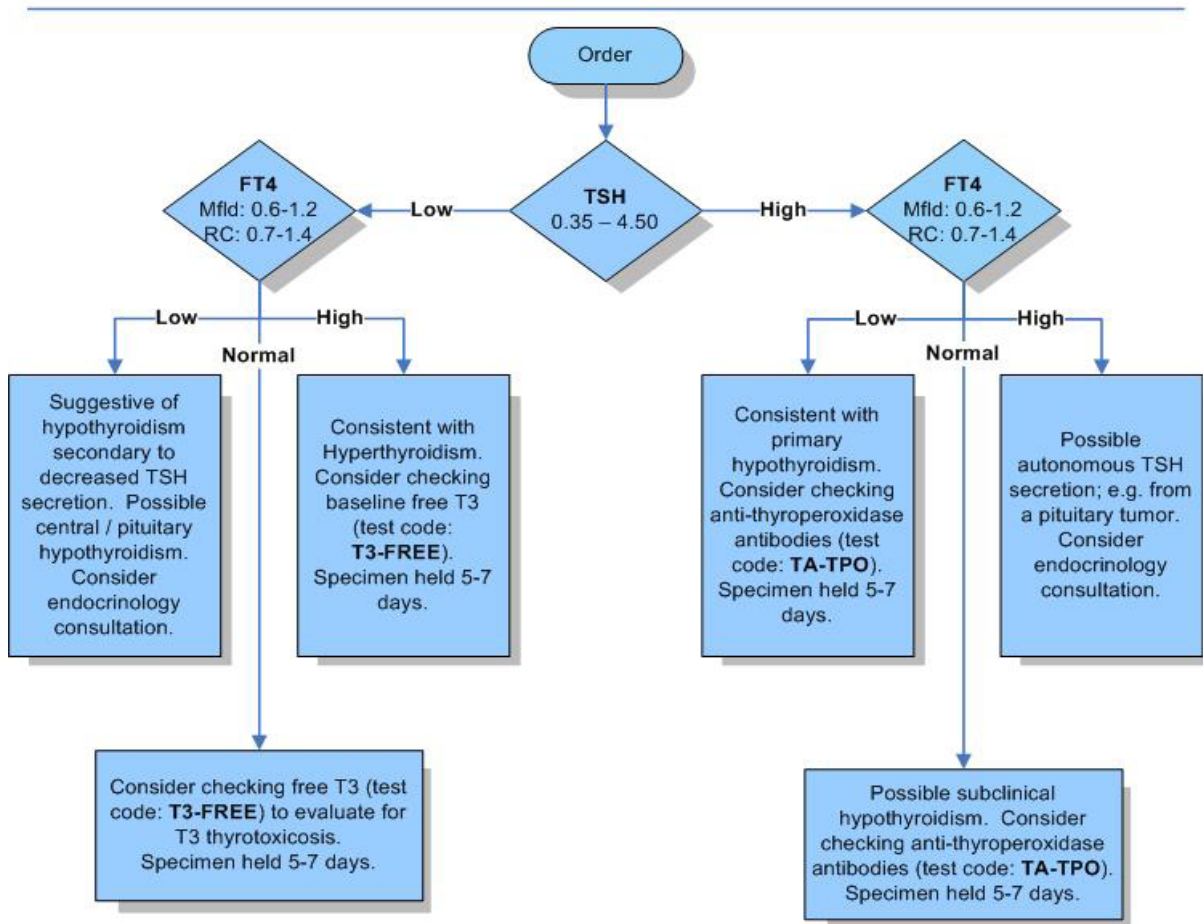 Order
FT4
Mfld: 0.6-1.2
RC: 0.7-1.4
Low
TSH
0.35 – 4.50
High
FT4
Mfld: 0.6-1.2
RC: 0.7-1.4
Low
High
Normal
Low
High
Normal
Suggestive of
hypothyroidism
secondary to
decreased TSH
secretion. Possible
central / pituitary
hypothyroidism.
Consider
endocrinology
consultation.
Consistent with
Hyperthyroidism.
Consider checking
baseline free T3
(test code:
T3-FREE).
Specimen held 5-7
days.
Consistent with
primary
hypothyroidism.
Consider checking
anti-thyroperoxidase
antibodies (test
code: TA-TPO).
Specimen held 5-7
days.
Possible
autonomous TSH
secretion; e.g. from
a pituitary tumor.
Consider
endocrinology
consultation.
Consider checking free T3 (test
code: T3-FREE) to evaluate for
T3 thyrotoxicosis.
Specimen held 5-7 days.
Possible subclinical
hypothyroidism. Consider
checking anti-thyroperoxidase
antibodies (test code: TA-TPO).
Specimen held 5-7 days.